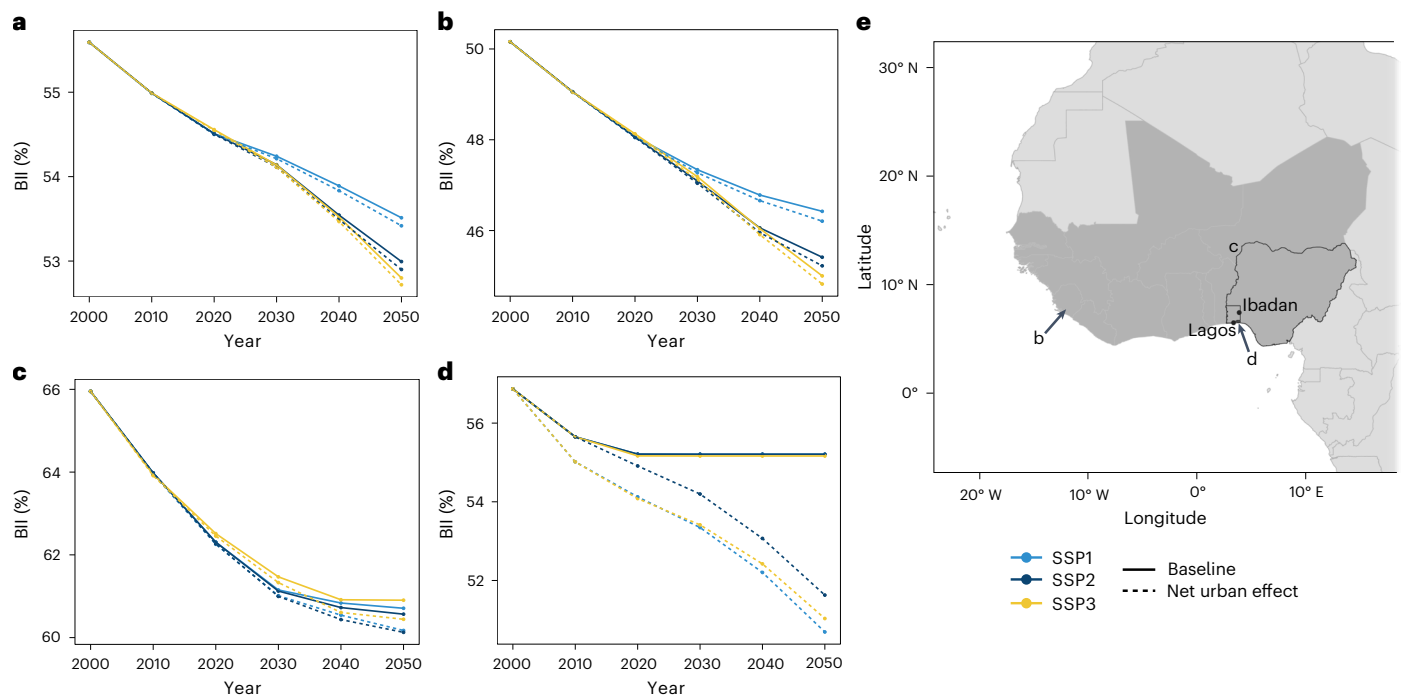 a
BII (%)
55
54
53
2000 2010 2020 2030 2040 2050
Year
b
BII (%)
50
48
46
2000 2010 2020 2030 2040 2050
Year
c
BII (%)
66
64
62
60
2000 2010 2020 2030 2040 2050
Year
d
BII (%)
56
54
52
2000 2010 2020 2030 2040 2050
Year
e
Latitude
30° N
20° N
10° N
0°
c
Ibadan
Lagos
b
d
20° W 10° W 0° 10° E
Longitude
SSP1
SSP2
SSP3
Baseline
Net urban effect